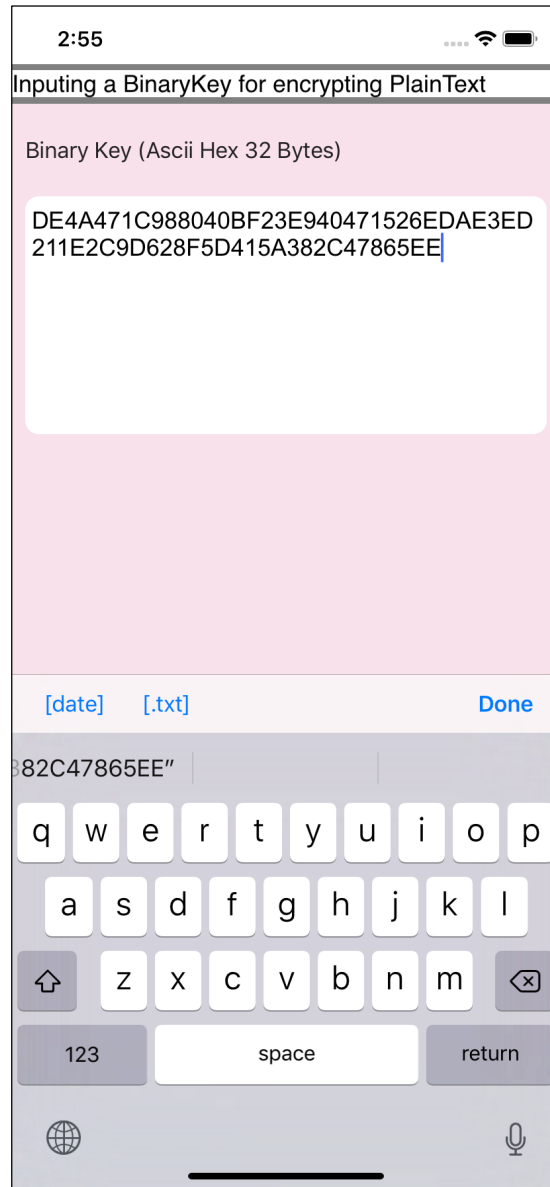 2:55
Inputing a BinaryKey for encrypting PlainText
Binary Key (Ascii Hex 32 Bytes)
DE4A471C988040BF23E940471526EDAE3ED
211E2C9D628F5D415A382C47865EE
[date] [.txt] Done
382C47865EE”
q w e r t y u i o p
a s d f g h j k l
z x c v b n m
123 space return